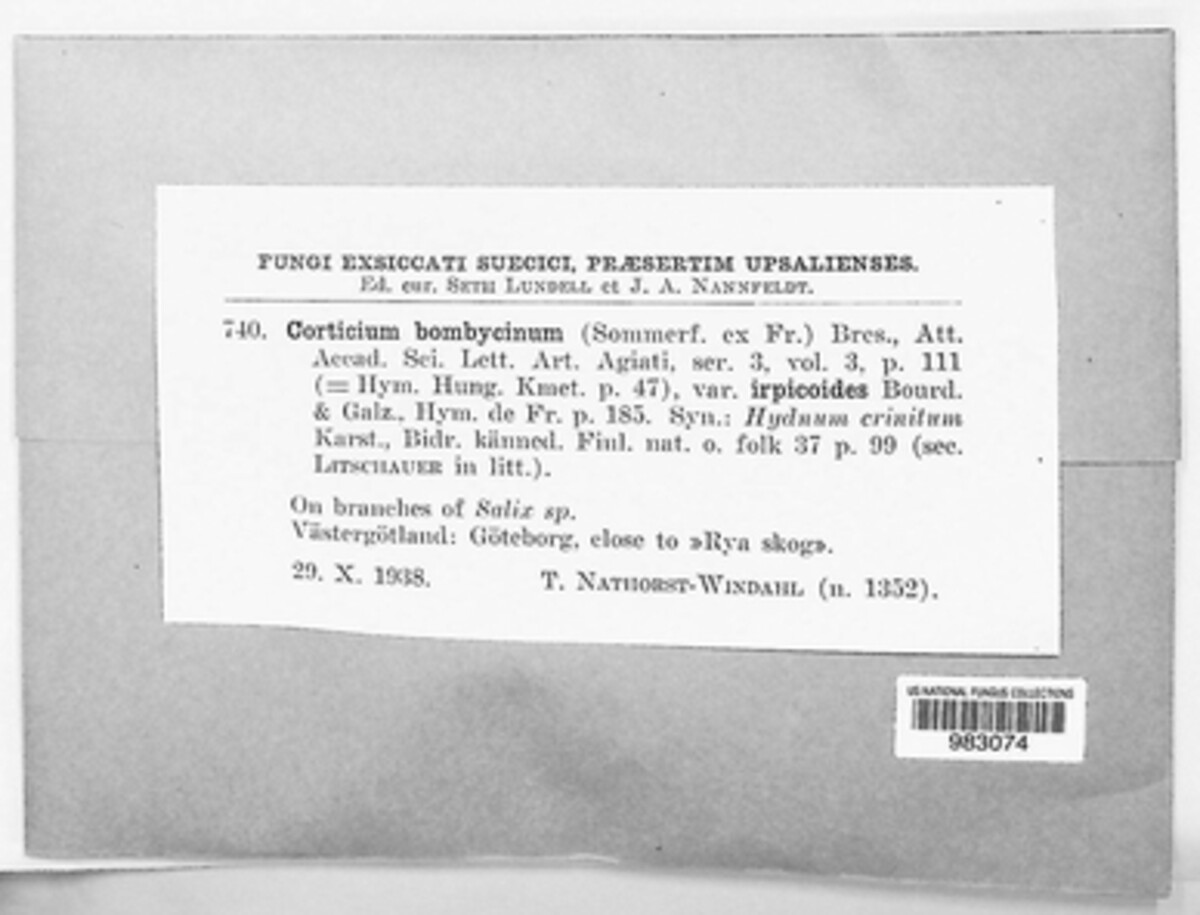 FUNGI EXSICCATI SUECICI, PRÆSERTIM UPSALIENSES.
Ed. cur. SETH LUNDELL et J. A. NANNFELDT.
740. Corticium bombycinum (Sommerf. ex Fr.) Bres., Att.
Accad. Sci. Lett. Art. Agiati, ser. 3, vol. 3, p. 111
(= Hym. Hung. Kmet. p. 47), var. irpicoides Bourd.
& Galz., Hym. de Fr. p. 185. Syn.: Hydnum crinitum
Karst., Bidr. känned. Finl. nat. o. folk 37 p. 99 (sec.
LITSCHAUER in litt.).
On branches of Salix sp.
Västergötland: Göteborg, close to »Rya skog».
29. X. 1938. T. NATHORST-WINDAHL (n. 1352).
US NATIONAL FUNGUS COLLECTIONS
983074